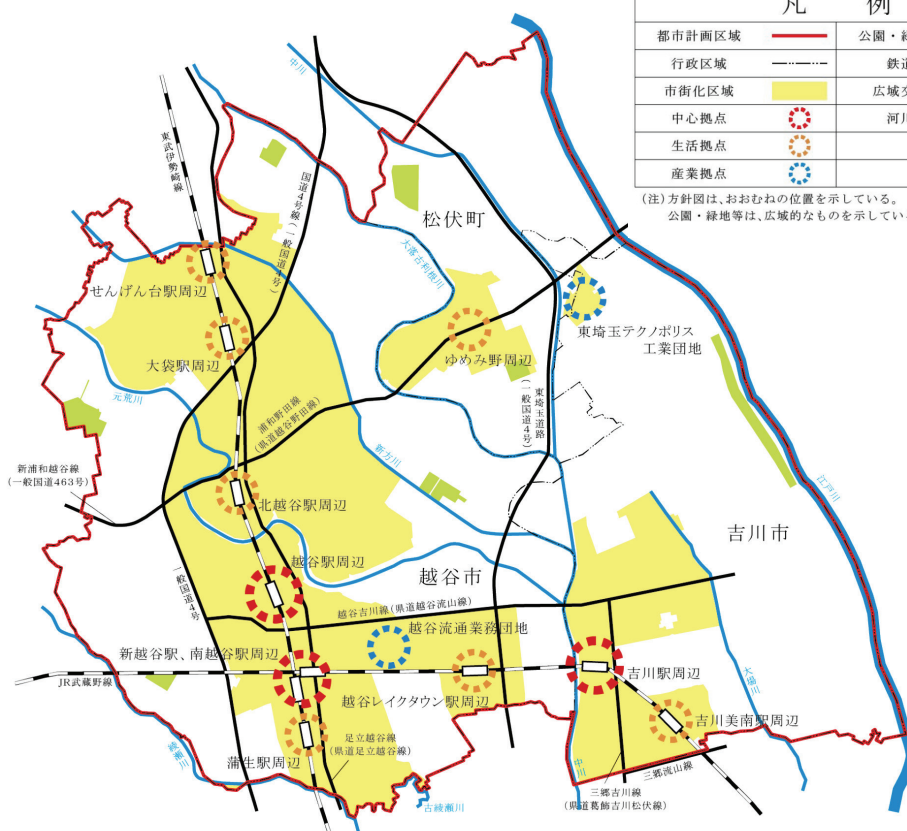 凡 例
都市計画区域
公園・緑
行政区域
鉄道
市街化区域
広域交
中心拠点
河川
生活拠点
産業拠点
(注)方針図は、おおむねの位置を示している。
公園・緑地等は、広域的なものを示してい
中川
東武伊勢崎線
国道4号線(一般国道4号)
松伏町
大落古利根川
せんげん台駅周辺
東埼玉テクノポリス
工業団地
大袋駅周辺
ゆめみ野周辺
東埼玉道路
(一般国道4号)
元荒川
浦和野田線
(県道越谷野田線)
新方川
江戸川
新浦和越谷線
(一般国道463号)
北越谷駅周辺
吉川市
越谷駅周辺
越谷市
一般国道4号
越谷吉川線(県道越谷流山線)
越谷流通業務団地
新越谷駅、南越谷駅周辺
吉川駅周辺
JR武蔵野線
大場川
越谷レイクタウン駅周辺
吉川美南駅周辺
綾瀬川
足立越谷線
(県道足立越谷線)
蒲生駅周辺
中川
三郷流山線
三郷吉川線
(県道葛飾吉川松伏線)
古綾瀬川